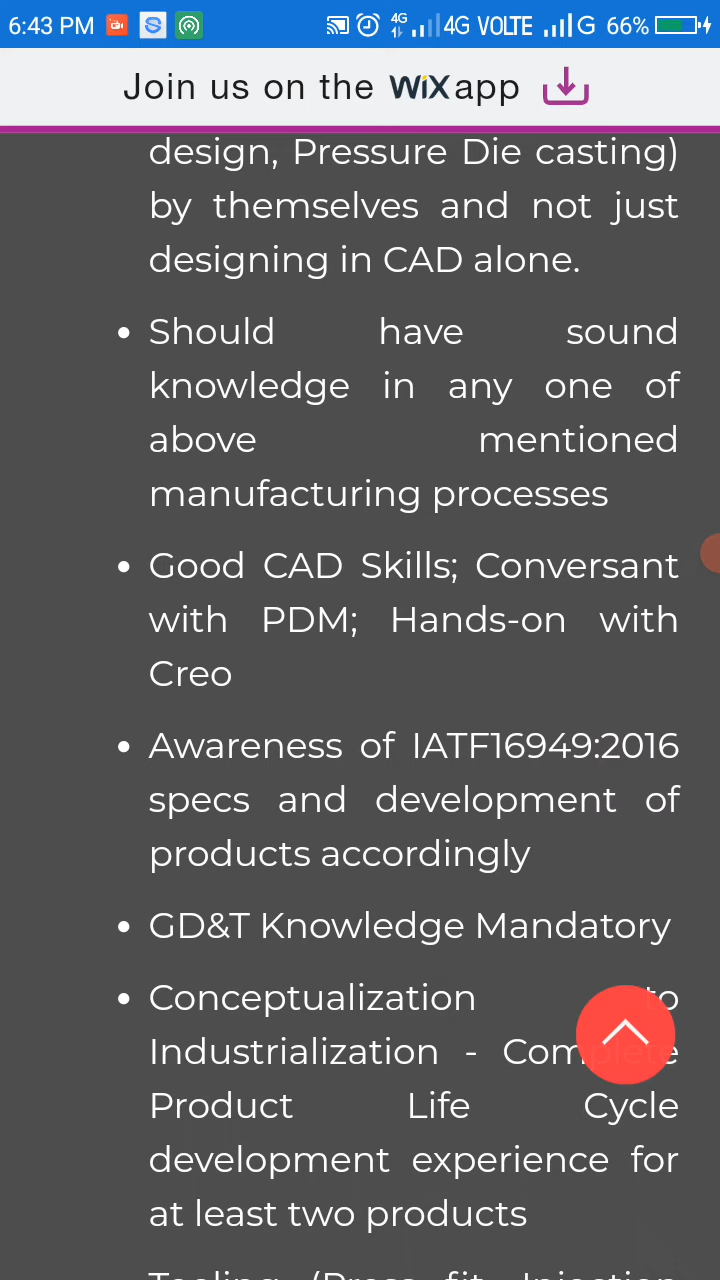 6:43 PM 4G 4G VOLTE G 66%
Join us on the WiX app
design, Pressure Die casting)
by themselves and not just
designing in CAD alone.
• Should have sound
knowledge in any one of
above mentioned
manufacturing processes
• Good CAD Skills; Conversant
with PDM; Hands-on with
Creo
• Awareness of IATF16949:2016
specs and development of
products accordingly
• GD&T Knowledge Mandatory
• Conceptualization to
Industrialization - Complete
Product Life Cycle
development experience for
at least two products